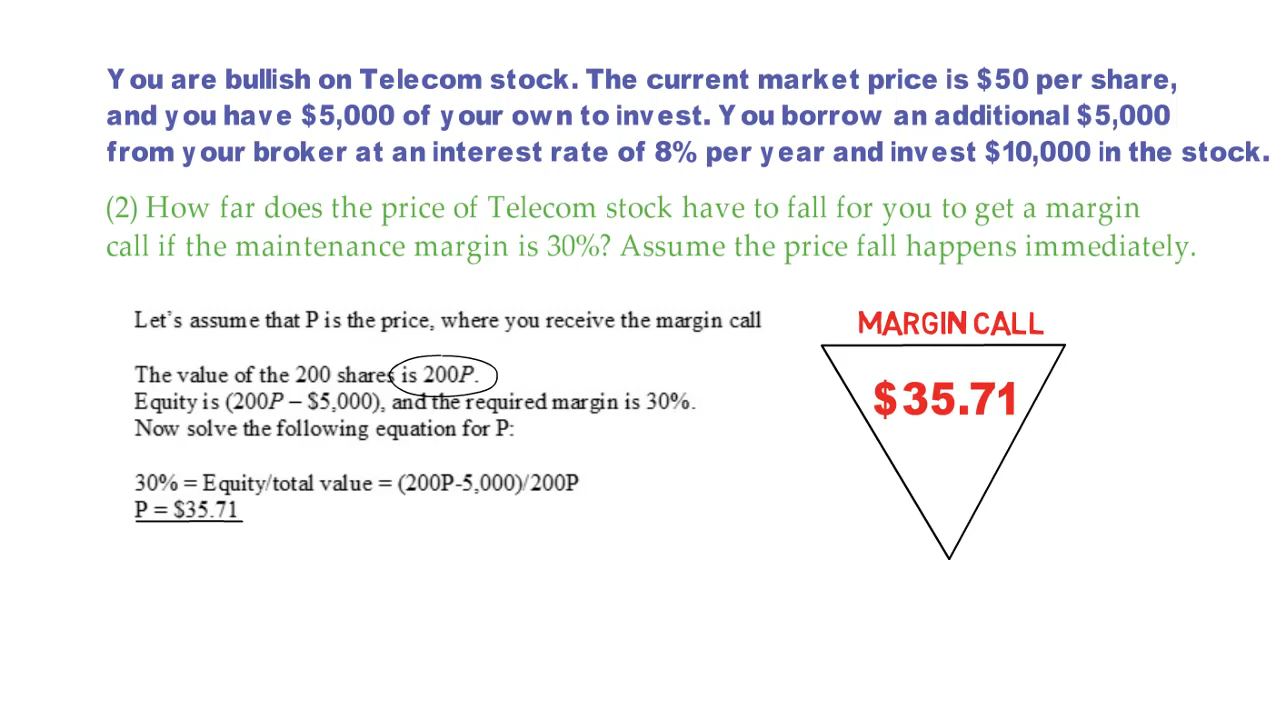 You are bullish on Telecom stock. The current market price is $50 per share,
and you have $5,000 of your own to invest. You borrow an additional $5,000
from your broker at an interest rate of 8% per year and invest $10,000 in the stock.
(2) How far does the price of Telecom stock have to fall for you to get a margin
call if the maintenance margin is 30%? Assume the price fall happens immediately.
Let's assume that P is the price, where you receive the margin call
The value of the 200 shares is 200P.
Equity is (200P – $5,000), and the required margin is 30%.
Now solve the following equation for P:
30% = Equity/total value = (200P-5,000)/200P
P = $35.71
MARGIN CALL
$35.71